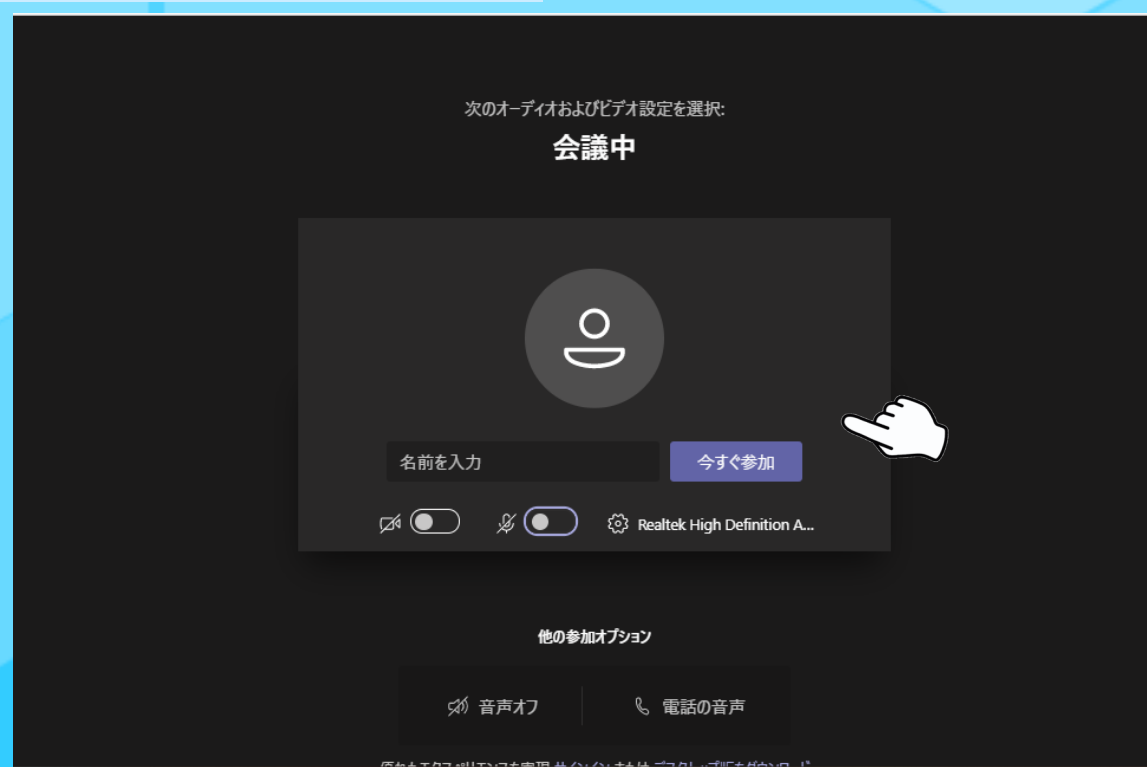 次のオーディオおよびビデオ設定を選択:
会議中
名前を入力
今すぐ参加
Realtek High Definition A...
他の参加オプション
音声オフ
電話の音声